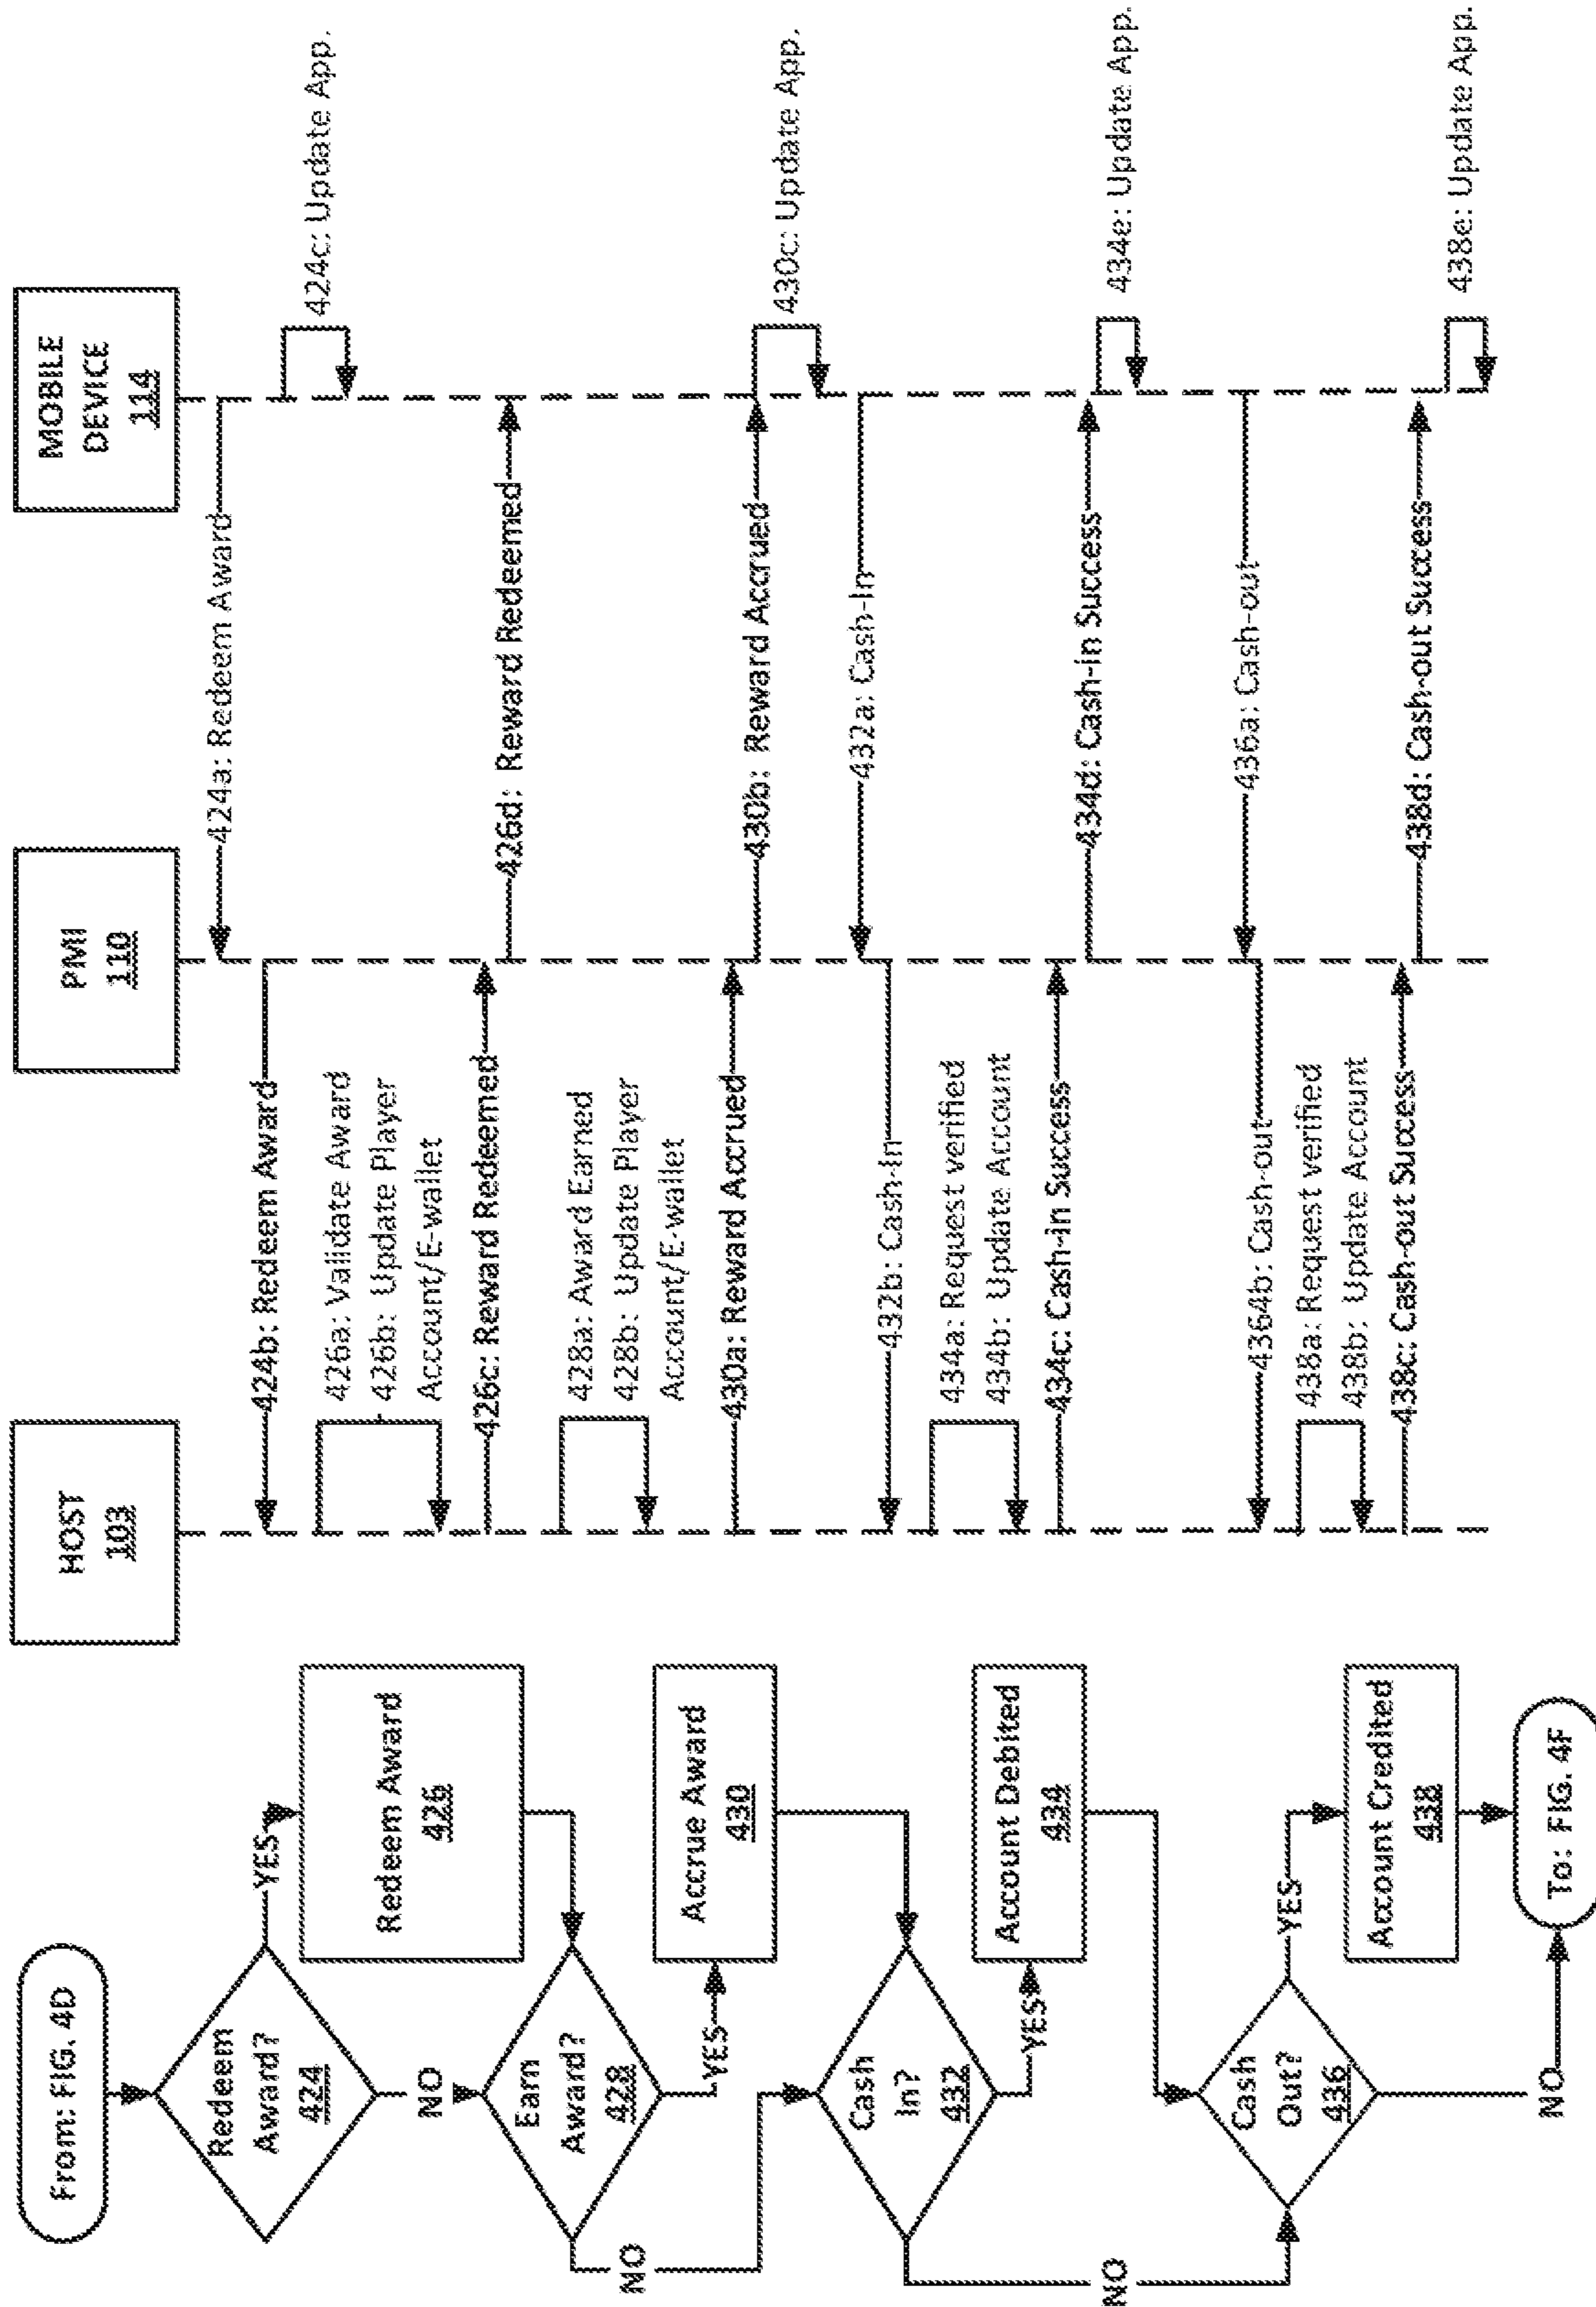 From: FIG. 4D
Redeem
Award?
424
YES
NO
Redeem Award
426
Earn
Award?
428
YES
NO
Accrue Award
430
Cash
In?
432
YES
NO
Account Debited
434
Cash
Out?
436
YES
NO
Account Credited
438
To: FIG. 4F
HOST
103
PMI
110
MOBILE
DEVICE
114
424a: Redeem Award
424b: Redeem Award
424c: Update App.
426a: Validate Award
426b: Update Player
Account/E-wallet
426c: Reward Redeemed
426d: Reward Redeemed
428a: Award Earned
428b: Update Player
Account/E-wallet
430a: Reward Accrued
430b: Reward Accrued
430c: Update App.
432a: Cash-In
432b: Cash-In
434a: Request verified
434b: Update Account
434c: Cash-in Success
434d: Cash-in Success
434e: Update App.
436a: Cash-out
4364b: Cash-out
438a: Request verified
438b: Update Account
438c: Cash-out Success
438d: Cash-out Success
438e: Update App.